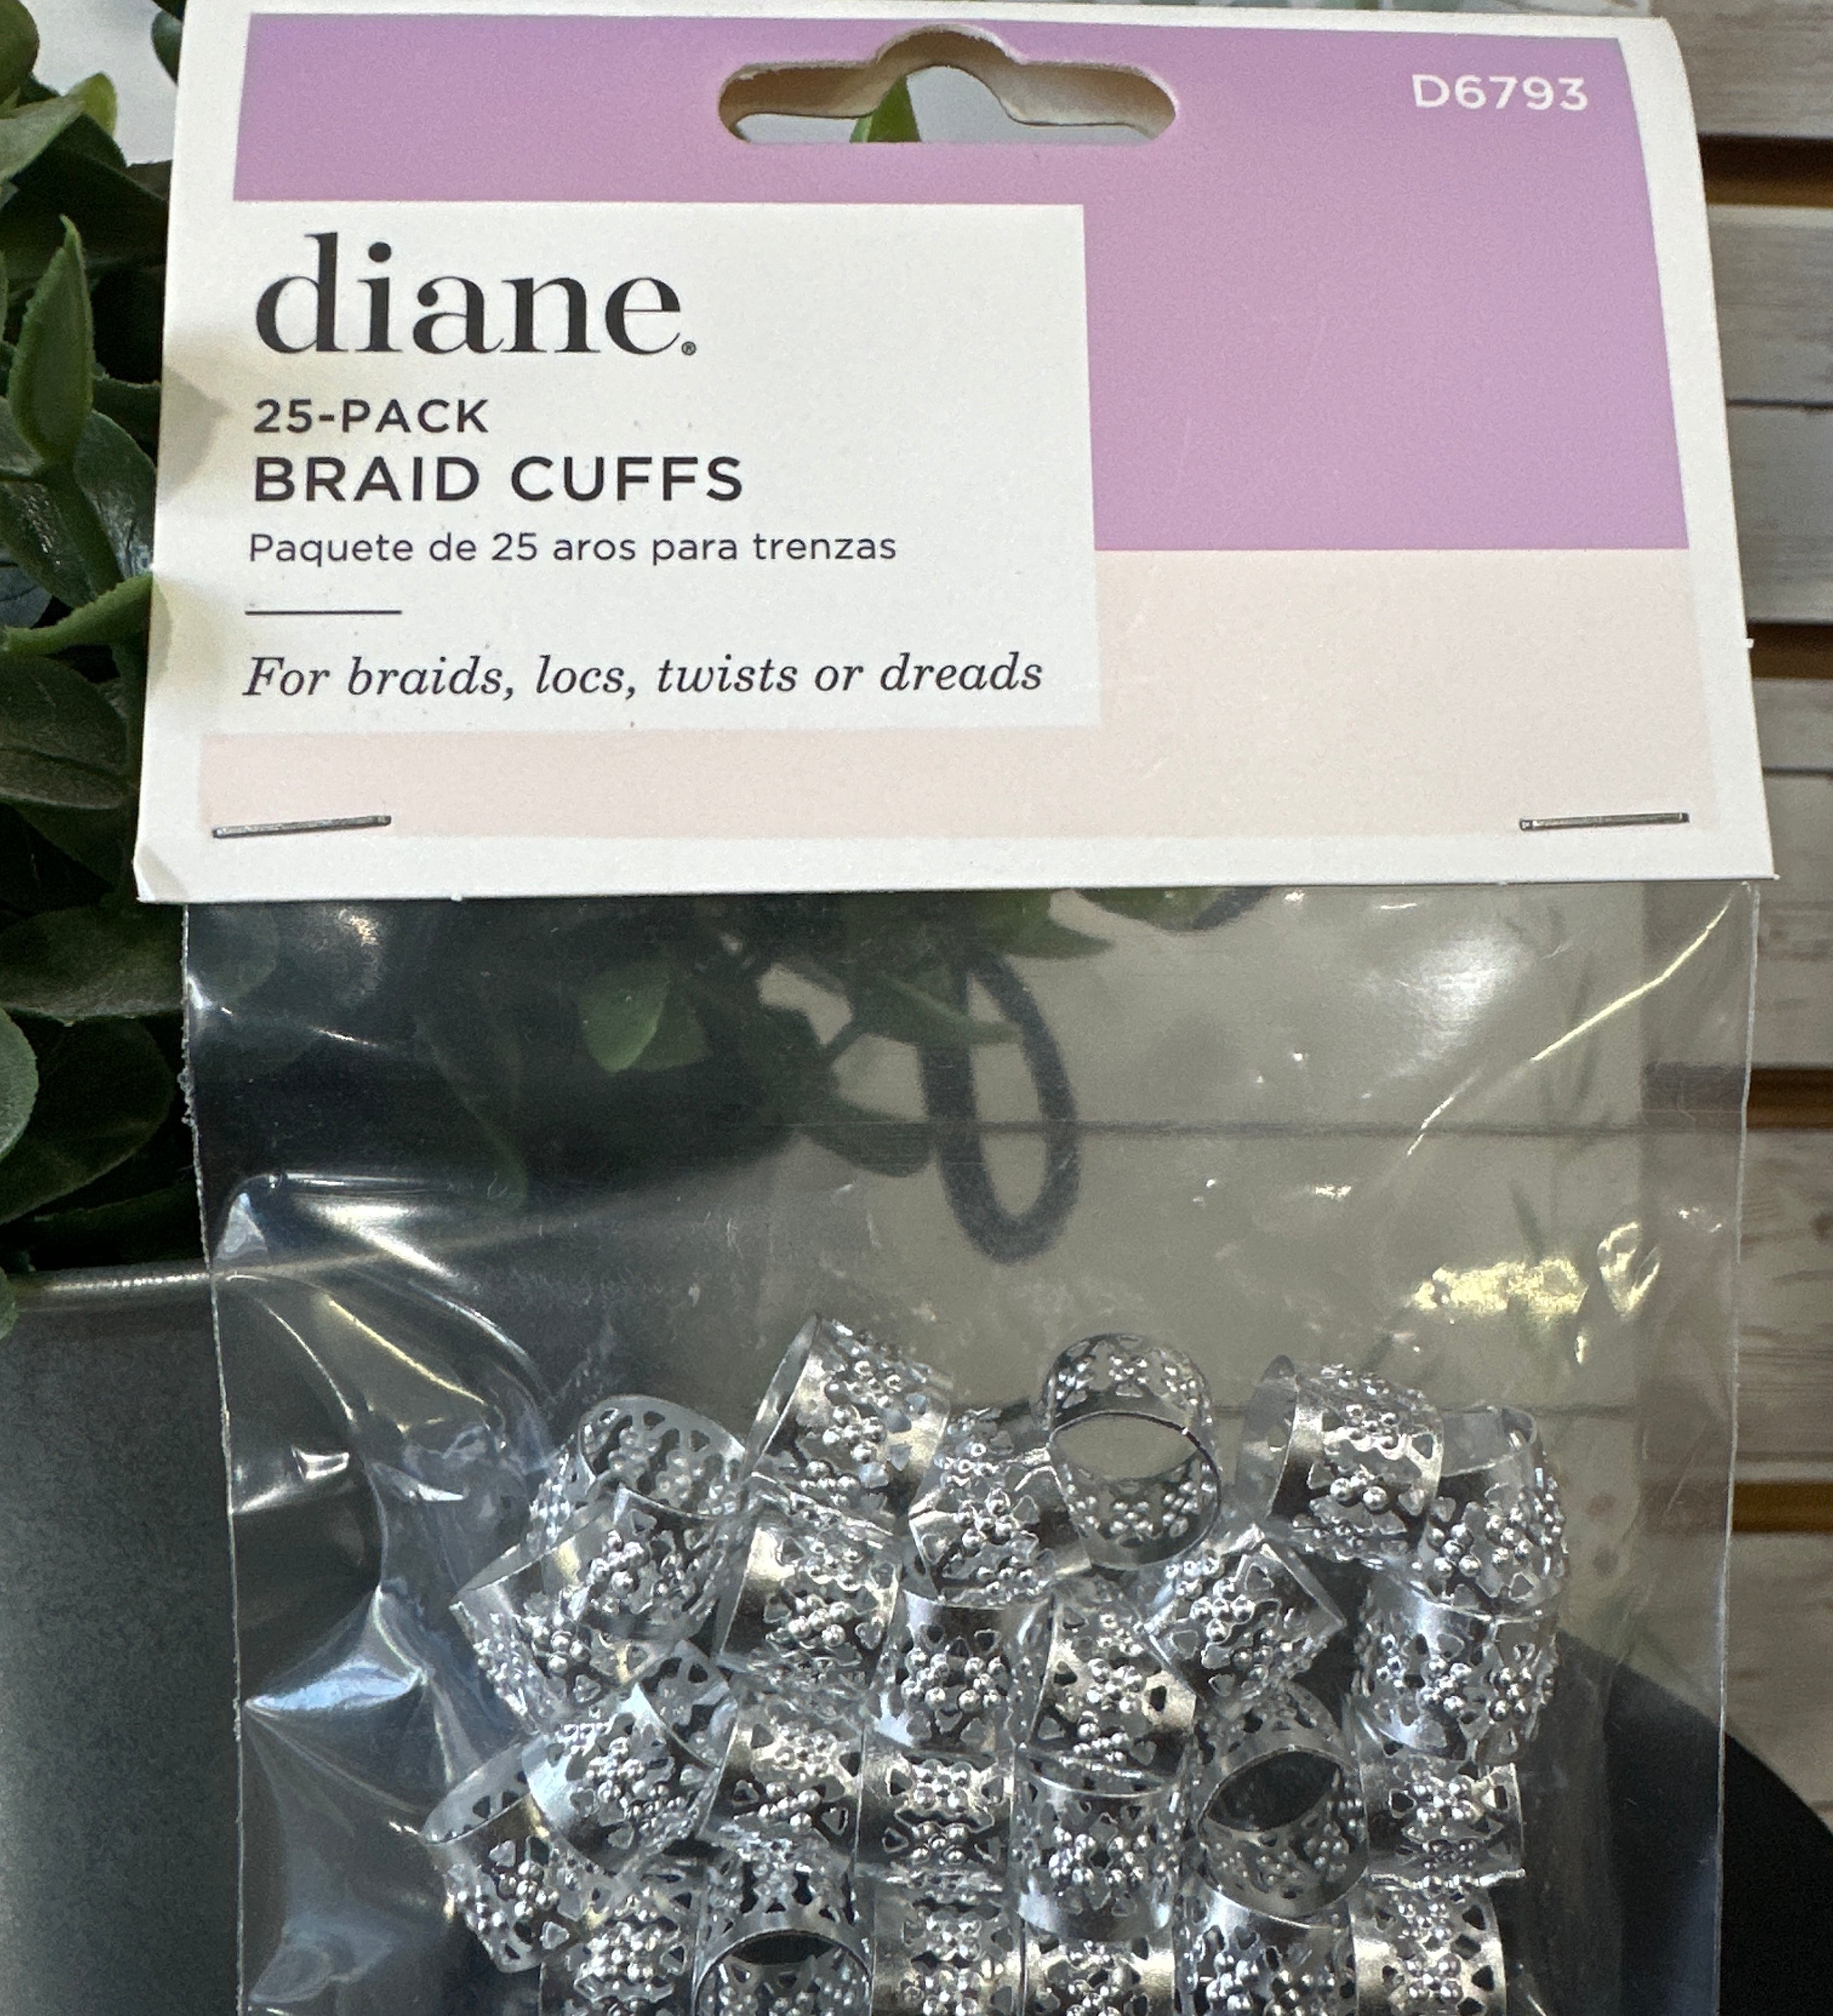 D6793
diane®
25-PACK
BRAID CUFFS
Paquete de 25 aros para trenzas
For braids, locs, twists or dreads